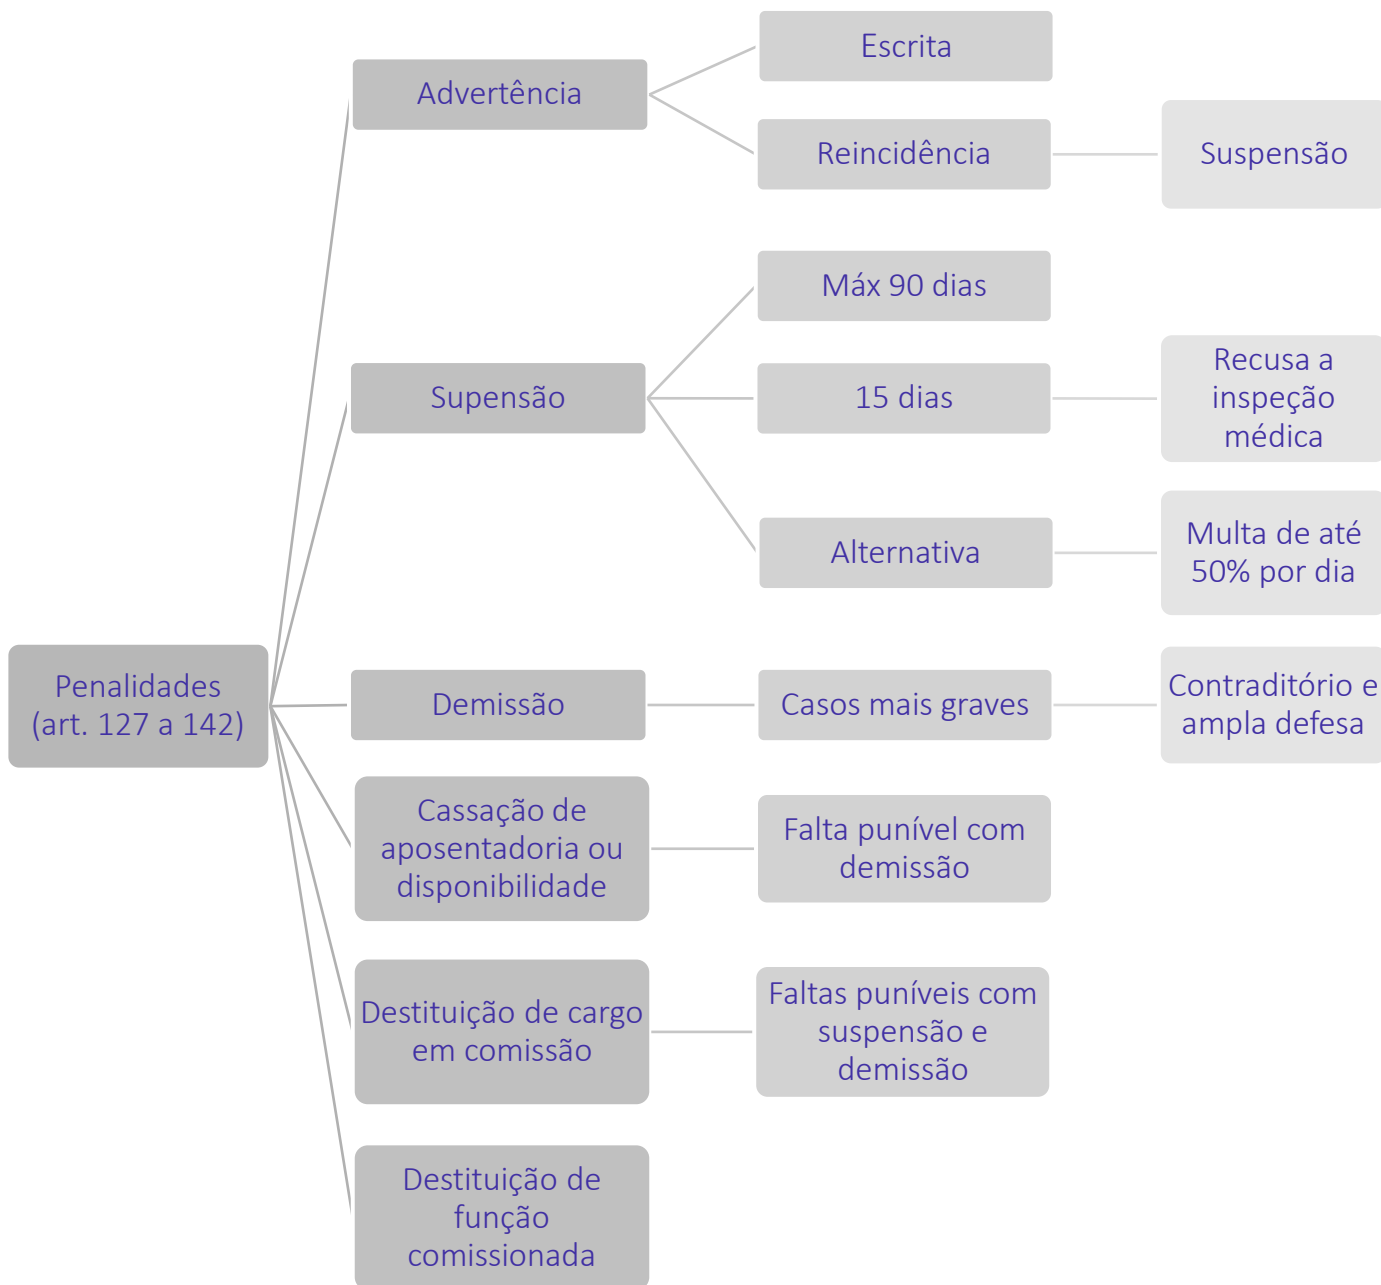 Penalidades
(art. 127 a 142)
Advertência
Escrita
Reincidência
Suspensão
Supensão
Máx 90 dias
15 dias
Recusa a
inspeção
médica
Alternativa
Multa de até
50% por dia
Demissão
Casos mais graves
Contraditório e
ampla defesa
Cassação de
aposentadoria ou
disponibilidade
Falta punível com
demissão
Destituição de cargo
em comissão
Faltas puníveis com
suspensão e
demissão
Destituição de
função
comissionada